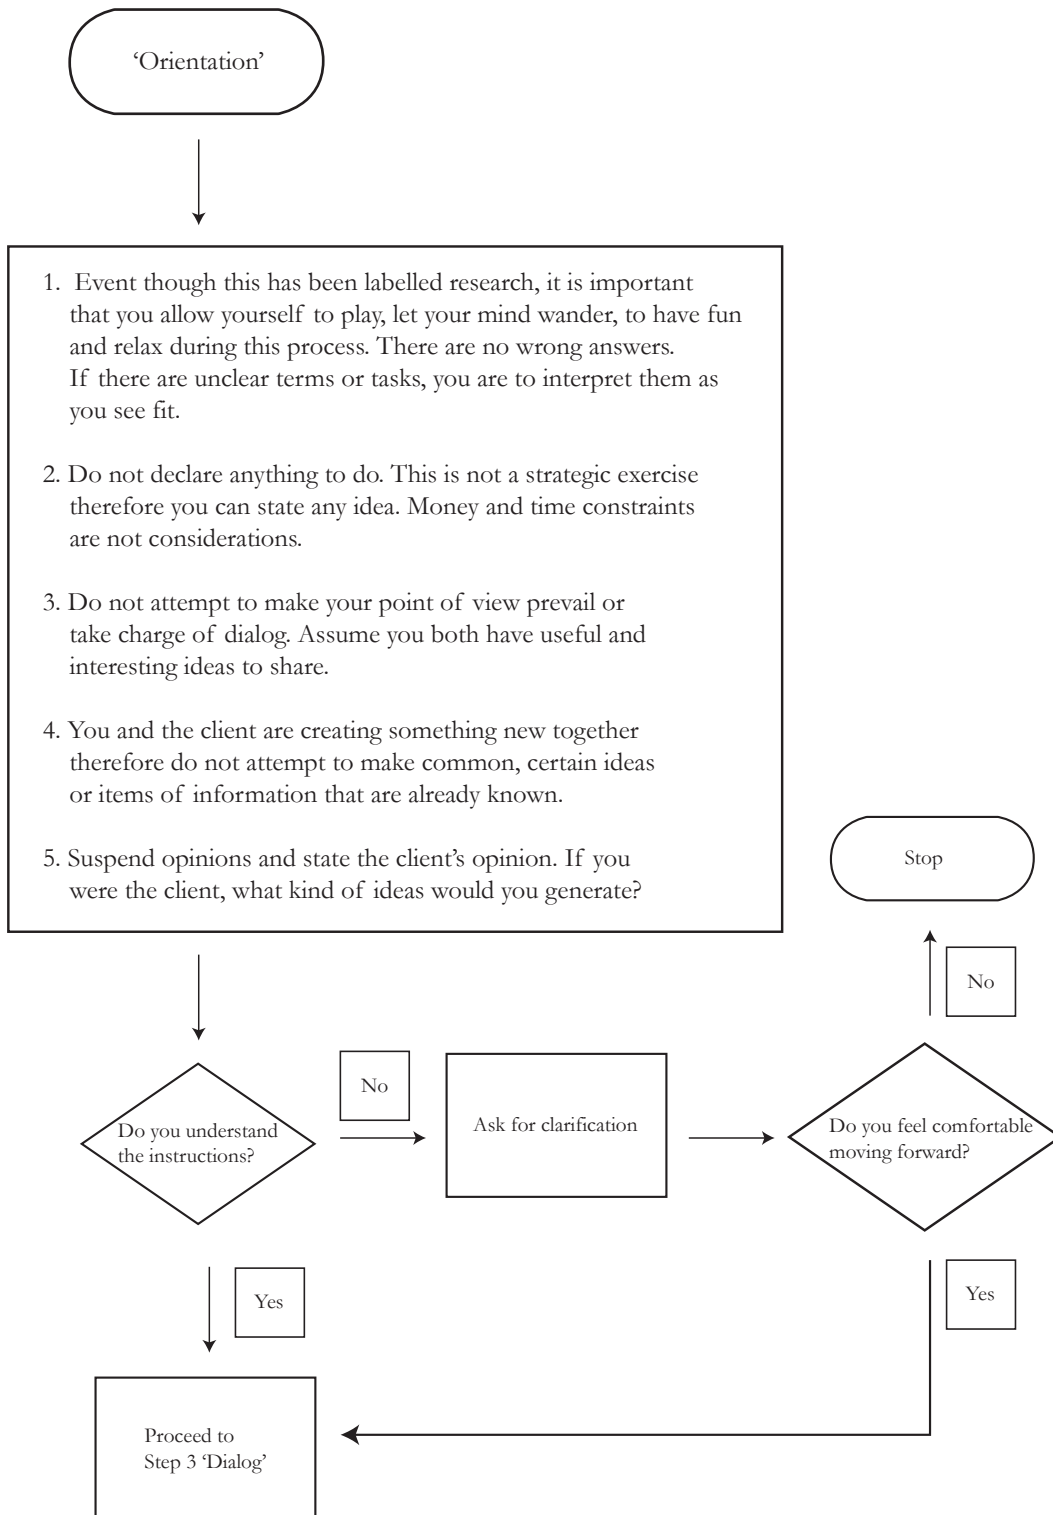 ‘Orientation’
1. Event though this has been labelled research, it is important
that you allow yourself to play, let your mind wander, to have fun
and relax during this process. There are no wrong answers.
If there are unclear terms or tasks, you are to interpret them as
you see fit.
2. Do not declare anything to do. This is not a strategic exercise
therefore you can state any idea. Money and time constraints
are not considerations.
3. Do not attempt to make your point of view prevail or
take charge of dialog. Assume you both have useful and
interesting ideas to share.
4. You and the client are creating something new together
therefore do not attempt to make common, certain ideas
or items of information that are already known.
5. Suspend opinions and state the client’s opinion. If you
were the client, what kind of ideas would you generate?
Stop
No
No
Do you understand
the instructions?
Ask for clarification
Do you feel comfortable
moving forward?
Yes
Yes
Proceed to
Step 3 ‘Dialog’